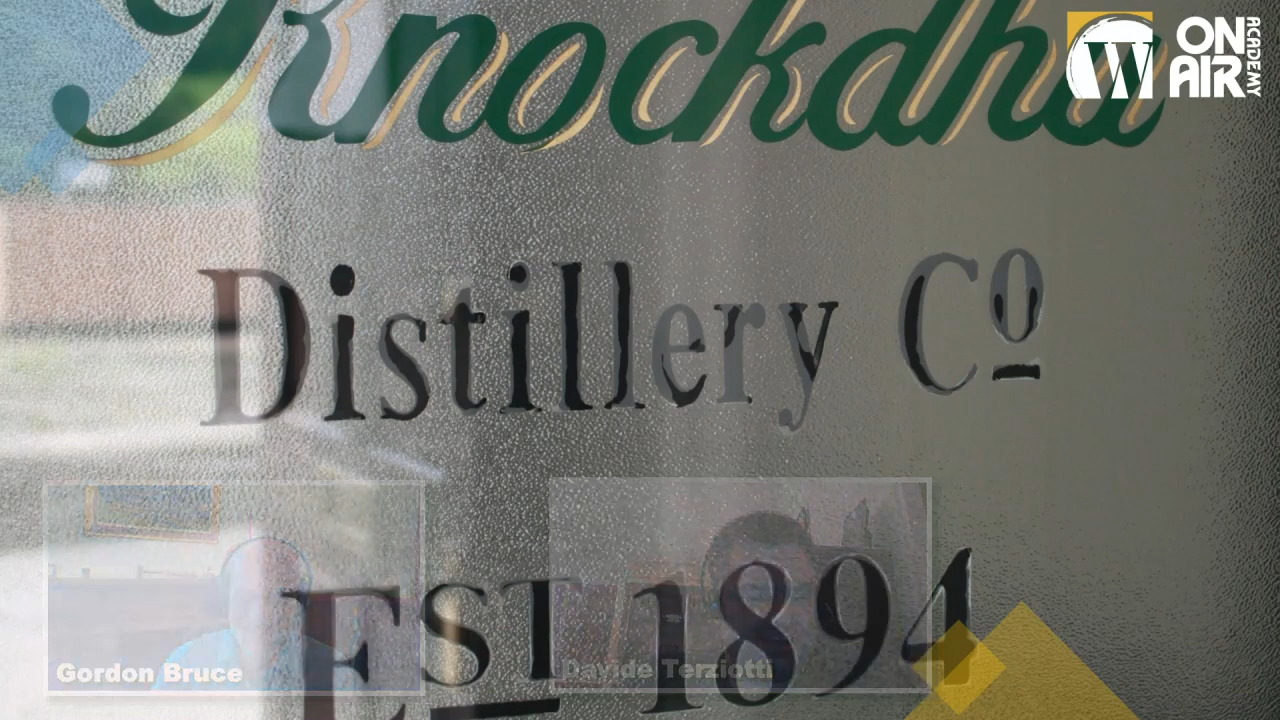 Knockdhu
W ON AIR ACADEMY
Distillery Cº
EST 1894
Gordon Bruce
Davide Terziotti